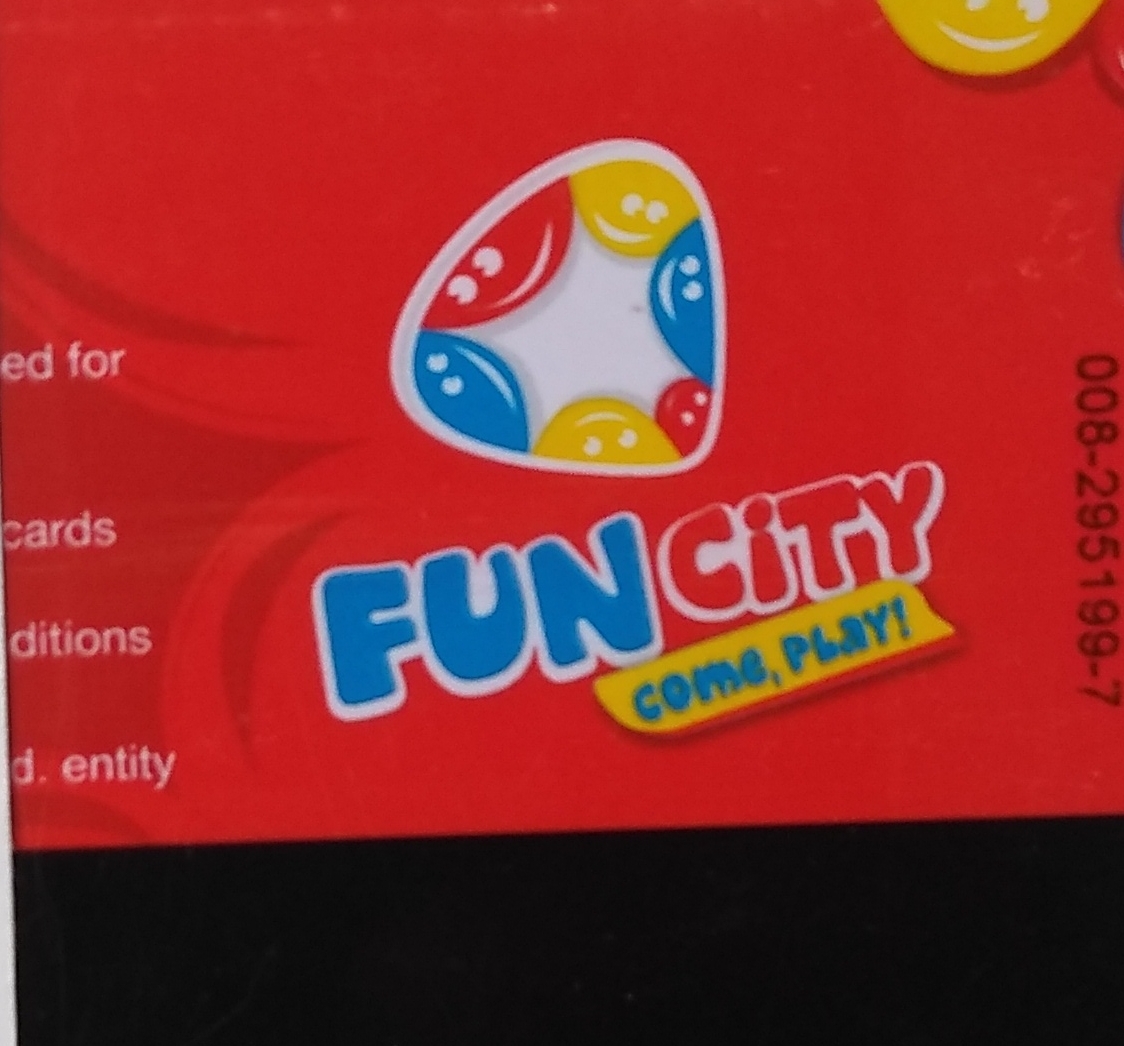 ed for
cards
ditions
d. entity
FUN CiTY
COME, PLAY!
008-295199-7